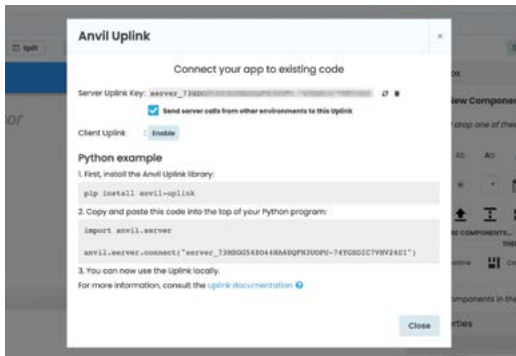 Split
Anvil Uplink
×
Connect your app to existing code
Server Uplink Key:
Send server calls from other environments to this Uplink
Client Uplink : Enable
Python example
1. First, install the Anvil Uplink library:
pip install anvil-uplink
2. Copy and paste this code into the top of your Python program:
import anvil.server
3. You can now use the Uplink locally.
For more information, consult the uplink documentation
Close